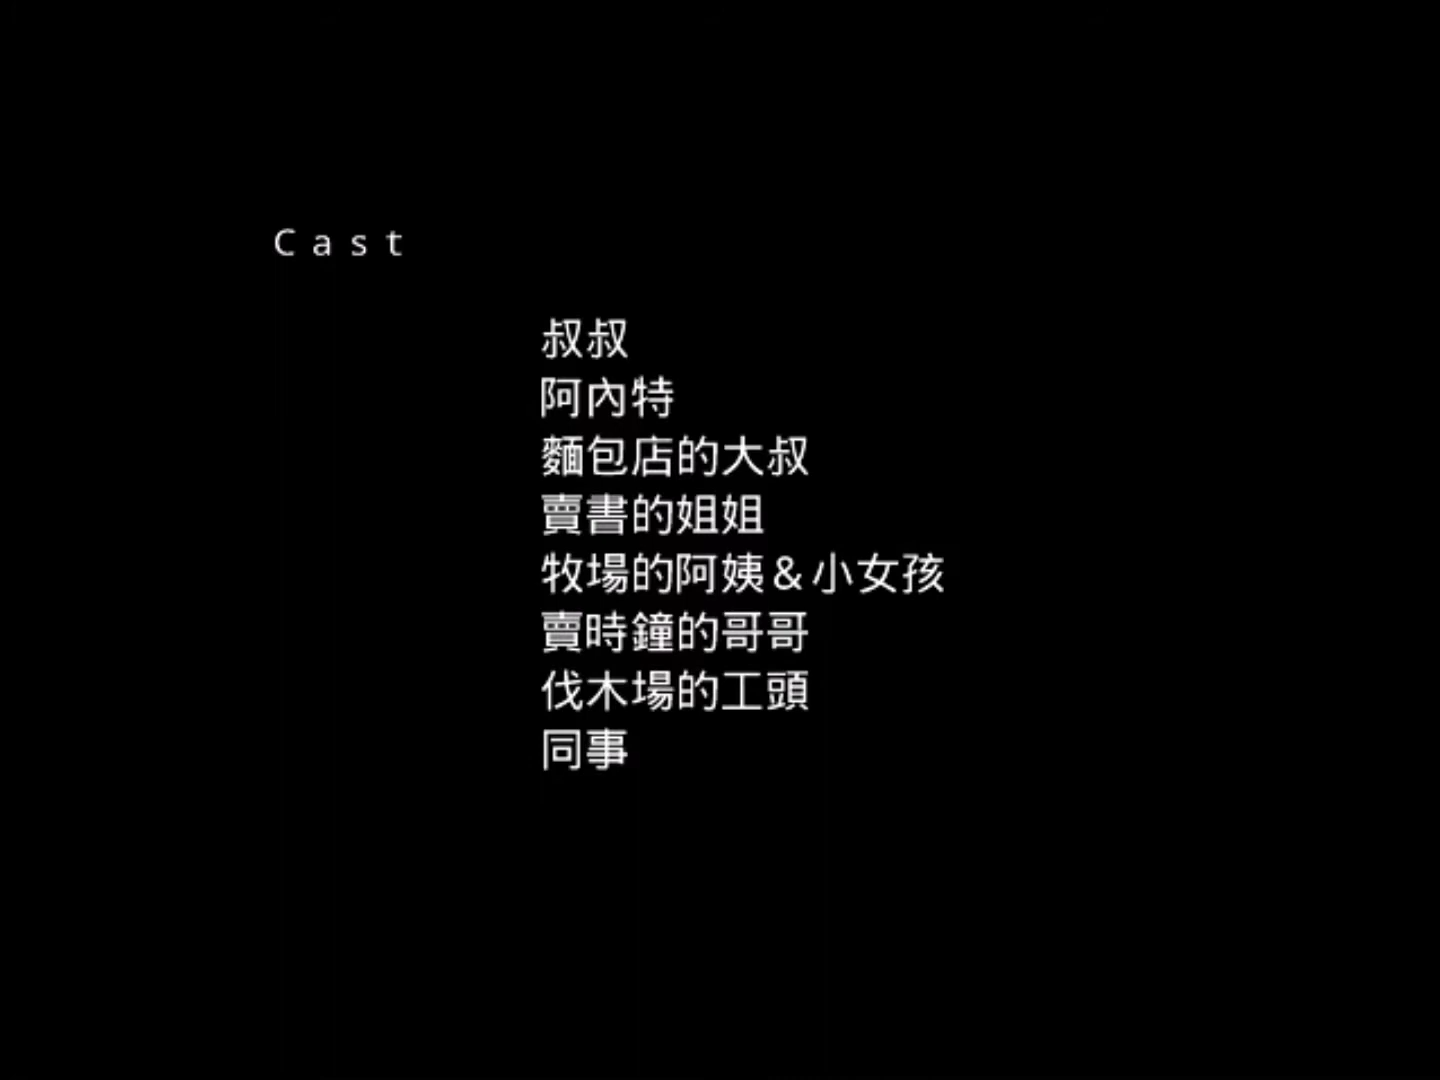 Cast
叔叔
阿內特
麵包店的大叔
賣書的姐姐
牧場的阿姨＆小女孩
賣時鐘的哥哥
伐木場的工頭
同事